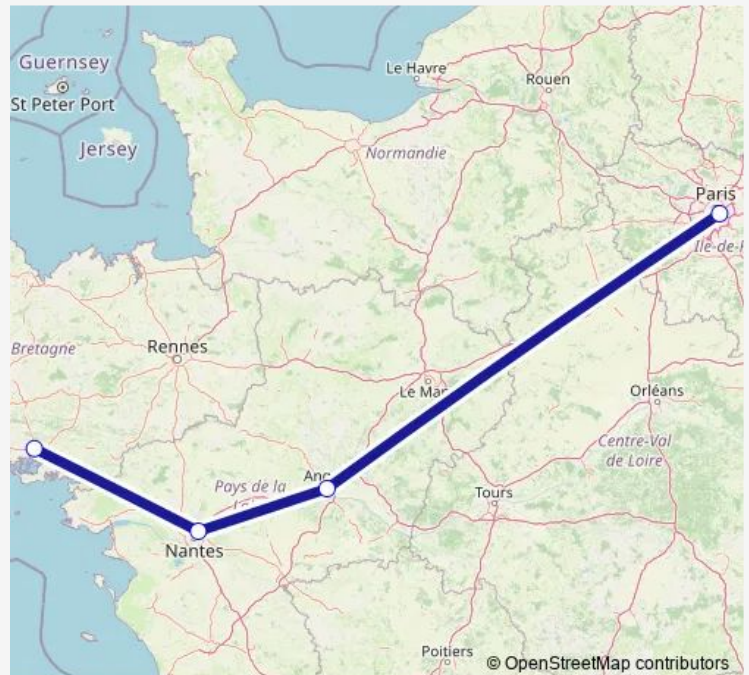 Guernsey
St Peter Port
Jersey
Le Havre
Rouen
Normandie
Paris
Bretagne
Rennes
Le Mar
Orléans
Centre-Val
de Loire
Pays de la
Tours
Nantes
Poitiers
© OpenStreetMap contributors